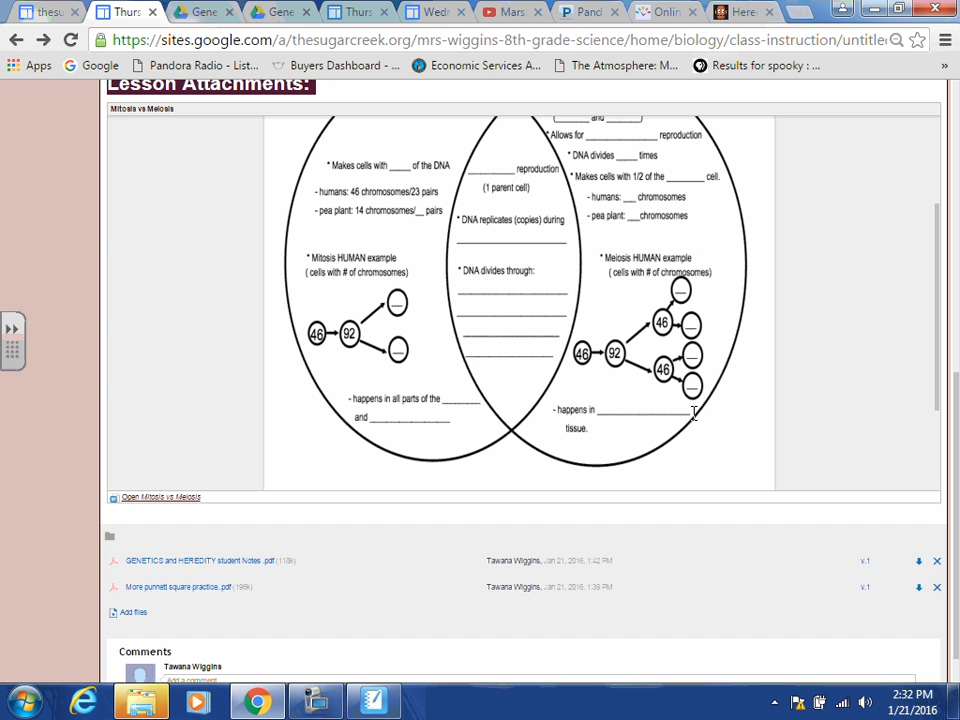 thesu
Thurs
Gene
Gene
Thurs
Wedn
Mars
Pand
Onlin
Here
https://sites.google.com/a/thesugarcreek.org/mrs-wiggins-8th-grade-science/home/biology/class-instruction/untitle
Apps Google Pandora Radio - List... Buyers Dashboard - ... Economic Services A... The Atmosphere: M... Results for spooky : ... »
Lesson Attachments:
Mitosis vs Meiosis
* Makes cells with _____ of the DNA
- humans: 46 chromosomes/23 pairs
- pea plant: 14 chromosomes/__ pairs
* Mitosis HUMAN example
( cells with # of chromosomes)
46 92
- happens in all parts of the ________
and ________________
_________ reproduction
(1 parent cell)
* DNA replicates (copies) during
* DNA divides through:
(_______ and _______)
* Allows for ____________________ reproduction
* DNA divides ____ times
* Makes cells with 1/2 of the ________ cell.
- humans: ___ chromosomes
- pea plant: ___chromosomes
* Meiosis HUMAN example
( cells with # of chromosomes)
46 92 46 46
- happens in ___________________
tissue.
Open Mitosis vs Meiosis
GENETICS and HEREDITY student Notes .pdf (118k) Tawana Wiggins, Jan 21, 2016, 1:42 PM v.1
More punnett square practice..pdf (199k) Tawana Wiggins, Jan 21, 2016, 1:39 PM v.1
Add files
Comments
Tawana Wiggins
Add a comment
2:32 PM
1/21/2016